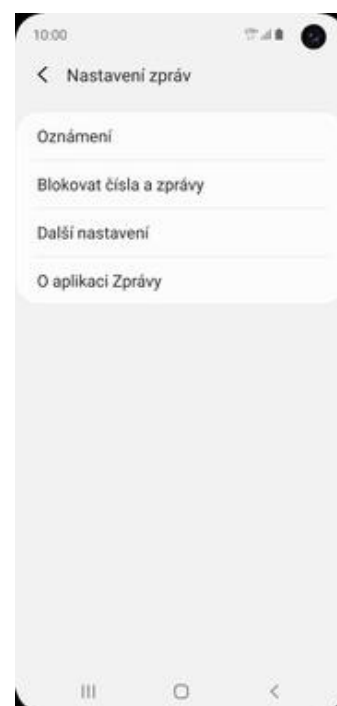 10:00
Nastavení zpráv
Oznámení
Blokovat čísla a zprávy
Další nastavení
O aplikaci Zprávy